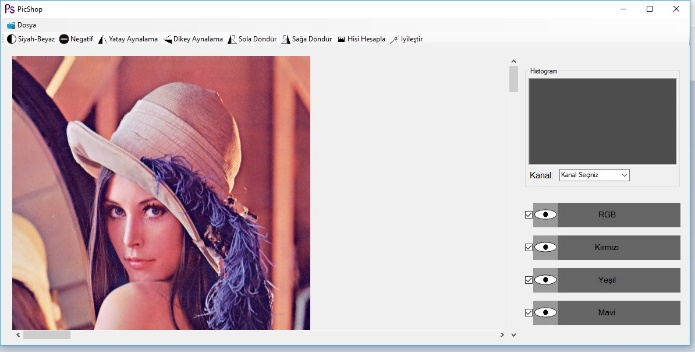 PS PicShop
Dosya
Siyah-Beyaz Negatif Yatay Aynalama Dikey Aynalama Sola Döndür Sağa Döndür Hisi Hesapla İyileştir
Histogram
Kanal: Kanal Seçiniz
RGB
Kırmızı
Yeşil
Mavi